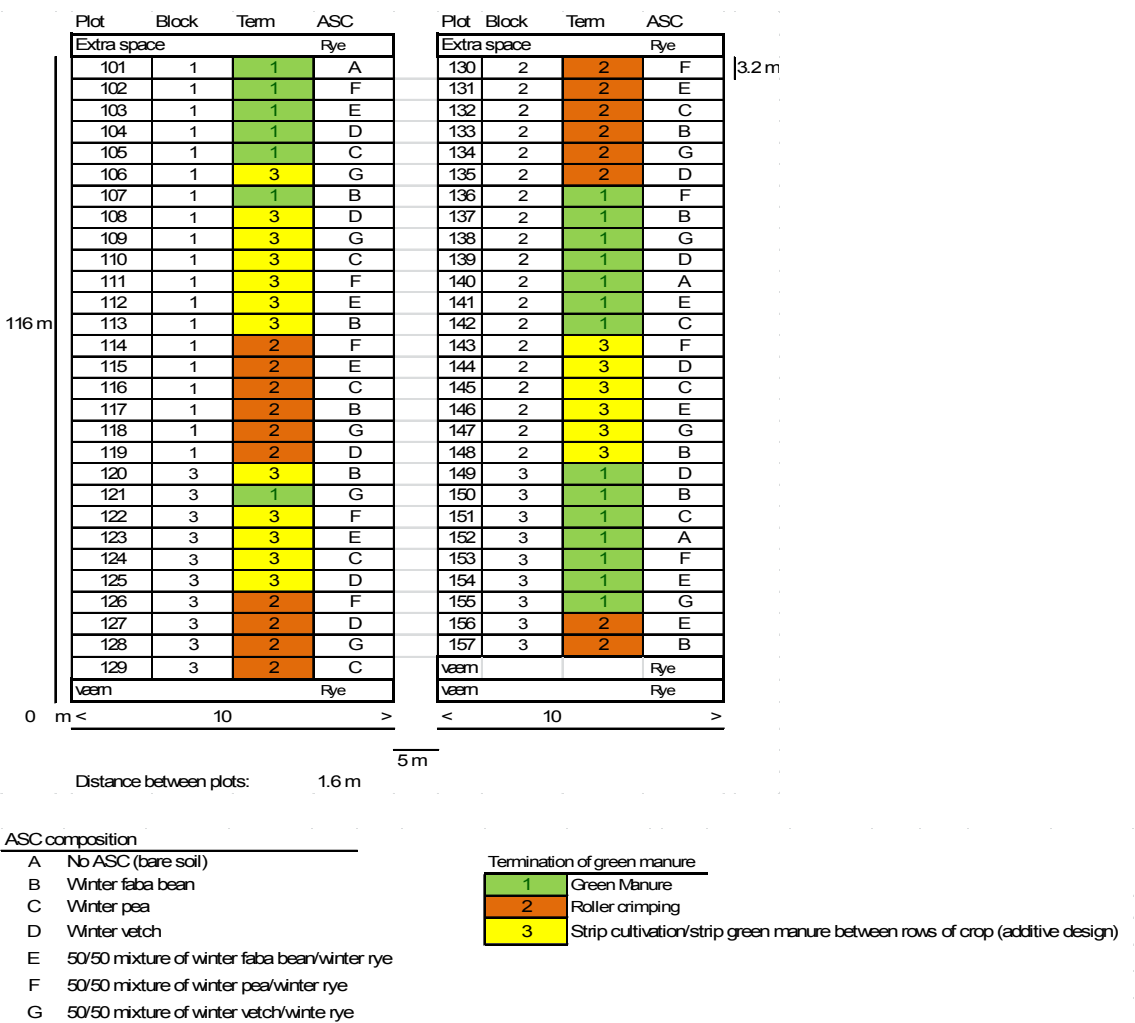 Plot Block Term ASC Plot Block Term ASC
Extra space Rye Extra space Rye
101 1 1 A 130 2 2 F 3.2 m
102 1 1 F 131 2 2 E
103 1 1 E 132 2 2 C
104 1 1 D 133 2 2 B
105 1 1 C 134 2 2 G
106 1 3 G 135 2 2 D
107 1 1 B 136 2 1 F
108 1 3 D 137 2 1 B
109 1 3 G 138 2 1 G
110 1 3 C 139 2 1 D
111 1 3 F 140 2 1 A
112 1 3 E 141 2 1 E
116 m 113 1 3 B 142 2 1 C
114 1 2 F 143 2 3 F
115 1 2 E 144 2 3 D
116 1 2 C 145 2 3 C
117 1 2 B 146 2 3 E
118 1 2 G 147 2 3 G
119 1 2 D 148 2 3 B
120 3 3 B 149 3 1 D
121 3 1 G 150 3 1 B
122 3 3 F 151 3 1 C
123 3 3 E 152 3 1 A
124 3 3 C 153 3 1 F
125 3 3 D 154 3 1 E
126 3 2 F 155 3 1 G
127 3 2 D 156 3 2 E
128 3 2 G 157 3 2 B
129 3 2 C værn Rye
værn Rye værn Rye
0 m < 10 > < 10 >
5 m
Distance between plots: 1.6 m
ASC composition
A No ASC (bare soil) Termination of green manure
B Winter faba bean 1 Green Manure
C Winter pea 2 Roller crimping
D Winter vetch 3 Strip cultivation/strip green manure between rows of crop (additive design)
E 50/50 mixture of winter faba bean/winter rye
F 50/50 mixture of winter pea/winter rye
G 50/50 mixture of winter vetch/winte rye